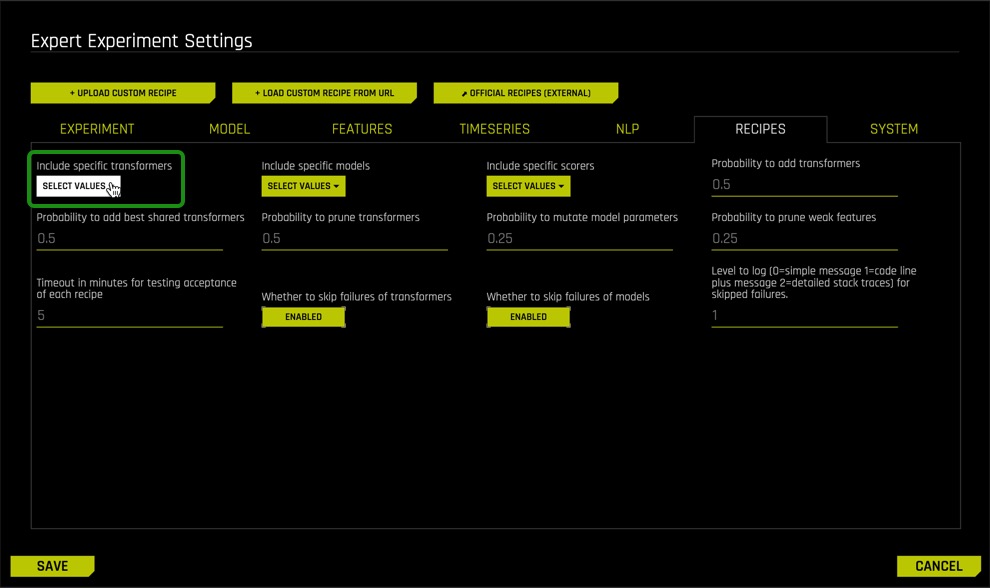 Expert Experiment Settings
+ UPLOAD CUSTOM RECIPE
+ LOAD CUSTOM RECIPE FROM URL
OFFICIAL RECIPES (EXTERNAL)
EXPERIMENT
MODEL
FEATURES
TIMESERIES
NLP
RECIPES
SYSTEM
Include specific transformers
SELECT VALUES
Include specific models
SELECT VALUES
Include specific scorers
SELECT VALUES
Probability to add transformers
0.5
Probability to add best shared transformers
0.5
Probability to prune transformers
0.5
Probability to mutate model parameters
0.25
Probability to prune weak features
0.25
Timeout in minutes for testing acceptance
of each recipe
5
Whether to skip failures of transformers
ENABLED
Whether to skip failures of models
ENABLED
Level to log (0=simple message 1=code line
plus message 2=detailed stack traces) for
skipped failures.
1
SAVE
CANCEL